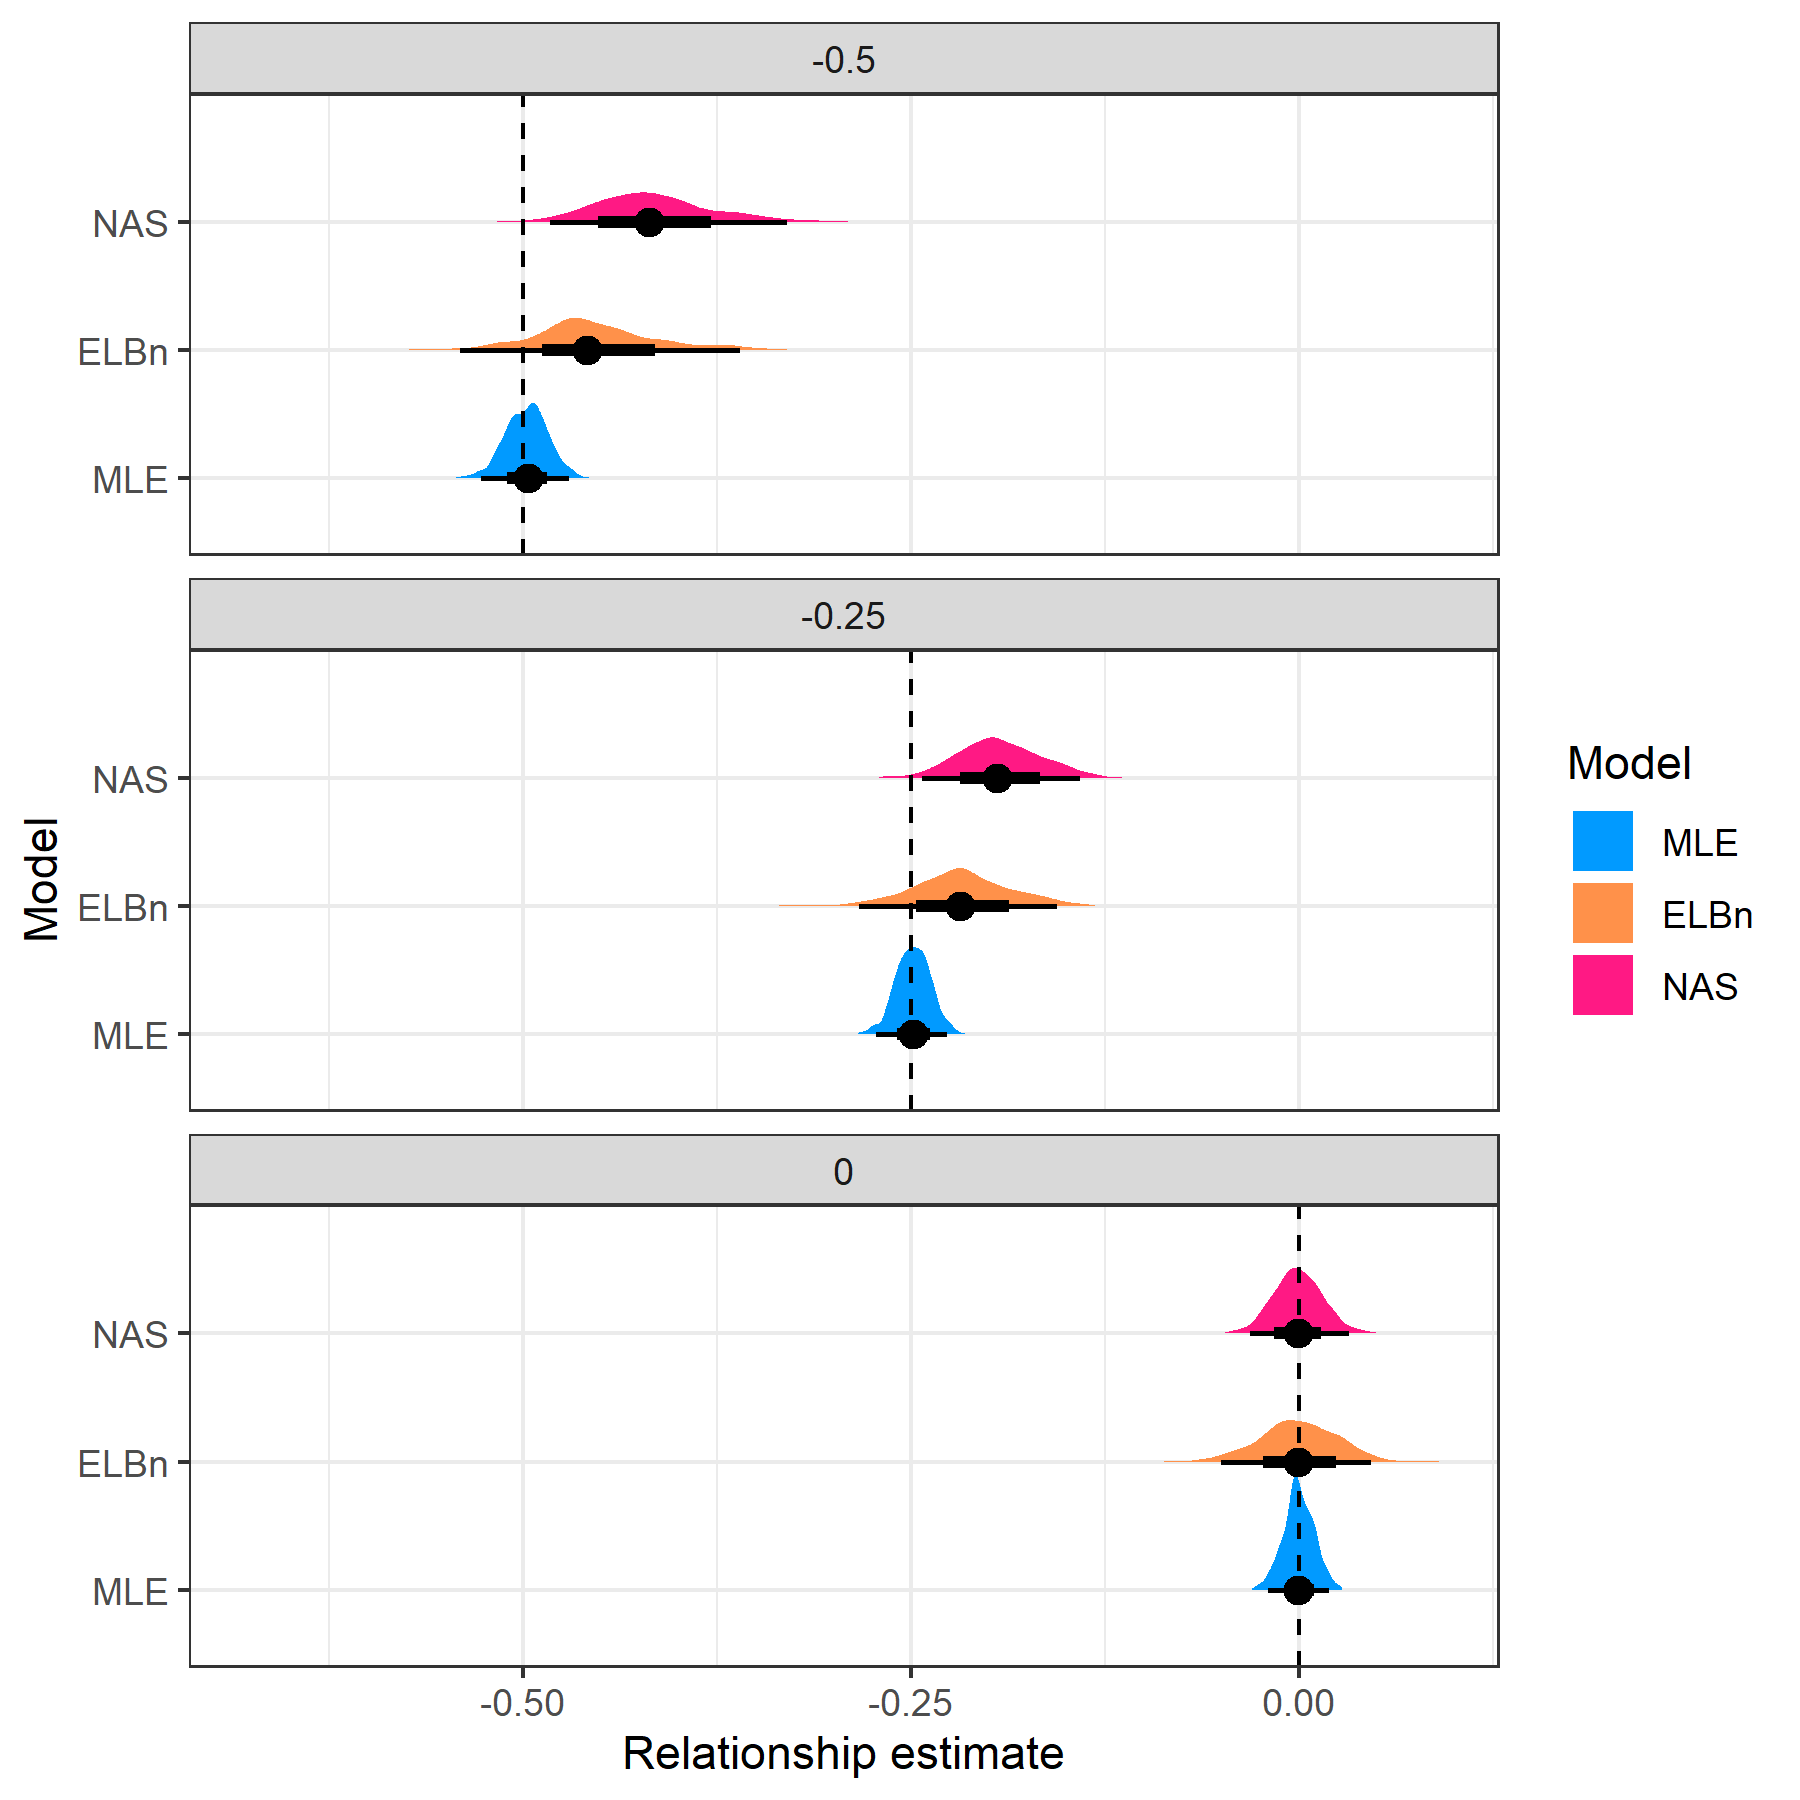 -0.5
NAS
ELBn
MLE
-0.25
NAS
ELBn
MLE
0
NAS
ELBn
MLE
-0.50
-0.25
0.00
Relationship estimate
Model
Model
MLE
ELBn
NAS